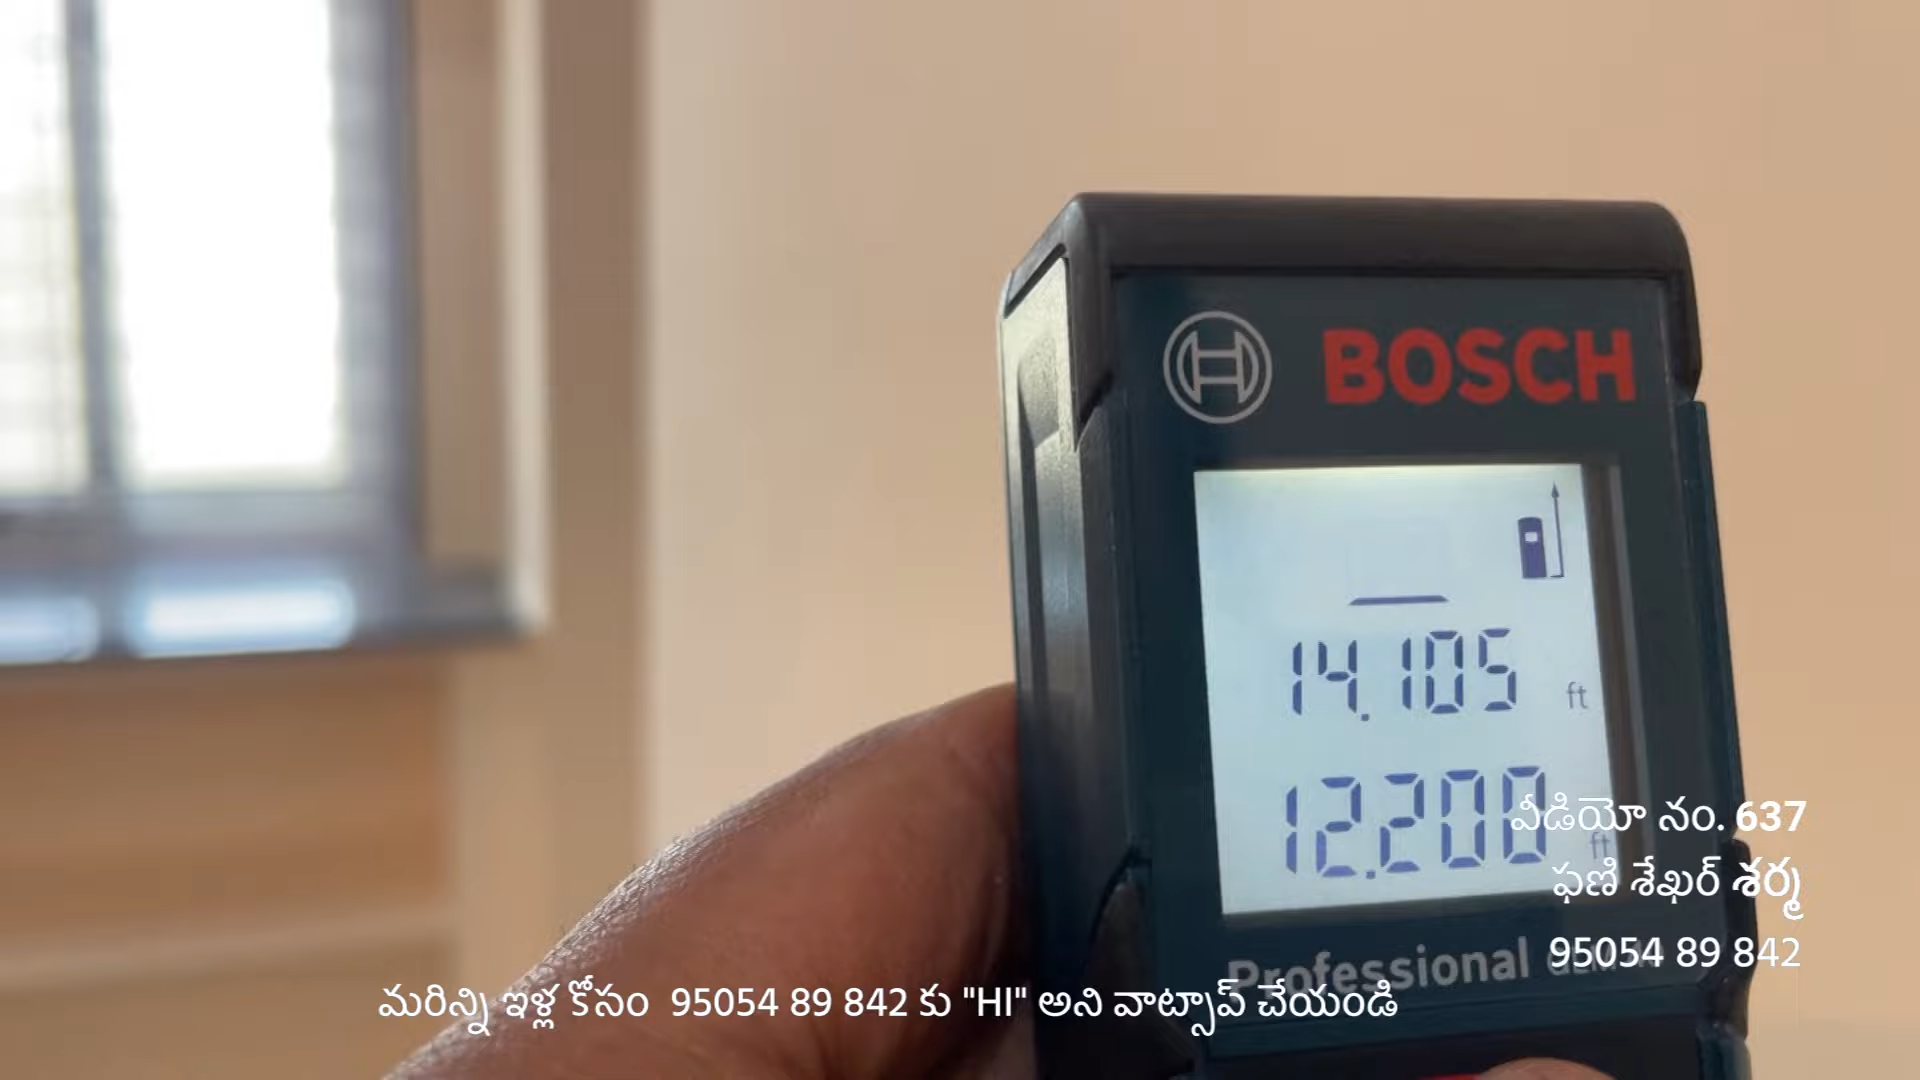 BOSCH
14.105 ft
12.200 ft
వీడియో నం. 637
ఫణి శేఖర్ శర్మ
95054 89 842
Professional
మరిన్ని ఇళ్ల కోసం 95054 89 842 కు "HI" అని వాట్సాప్ చేయండి